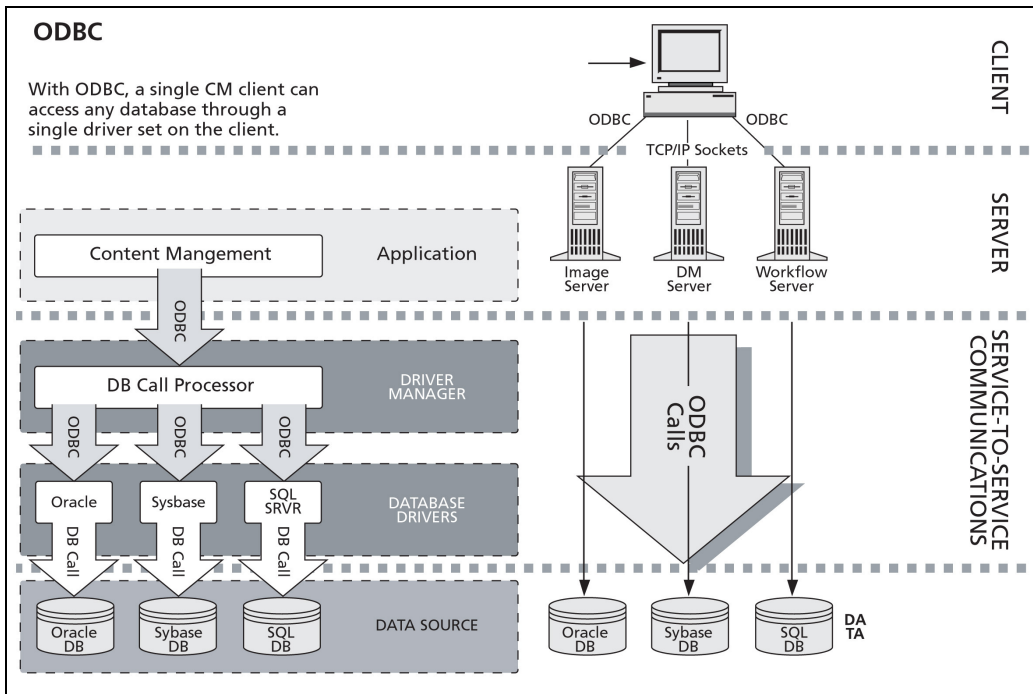 ODBC
With ODBC, a single CM client can
access any database through a
single driver set on the client.
CLIENT
ODBC
ODBC
TCP/IP Sockets
SERVER
Image
Server
DM
Server
Workflow
Server
Content Mangement
Application
ODBC
DB Call Processor
DRIVER
MANAGER
ODBC
ODBC
ODBC
Oracle
Sysbase
SQL
SRVR
DATABASE
DRIVERS
DB Call
DB Call
DB Call
Oracle
DB
Sybase
DB
SQL
DB
DATA SOURCE
ODBC
Calls
SERVICE-TO-SERVICE
COMMUNICATIONS
Oracle
DB
Sybase
DB
SQL
DB
DA
TA